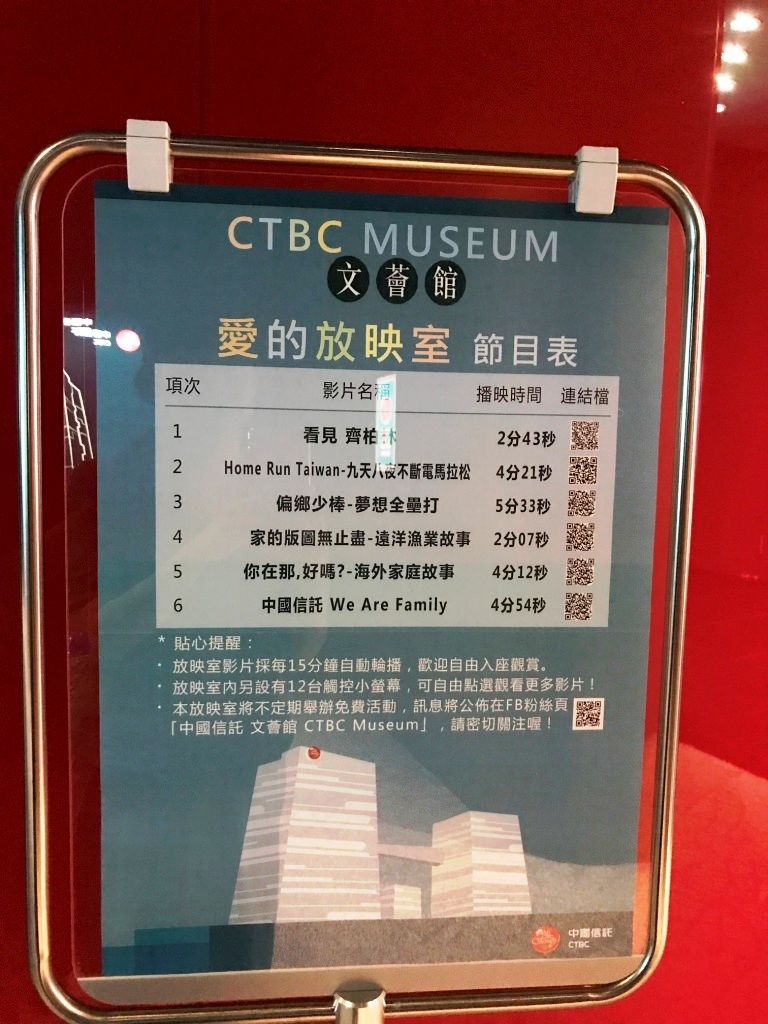 CTBC MUSEUM
文薈館
愛的放映室 節目表
項次 影片名稱 播映時間 連結檔
1 看見 齊柏林 2分43秒
2 Home Run Taiwan-九天八夜不斷電馬拉松 4分21秒
3 偏鄉少棒-夢想全壘打 5分33秒
4 家的版圖無止盡-遠洋漁業故事 2分07秒
5 你在那,好嗎?-海外家庭故事 4分12秒
6 中國信託 We Are Family 4分54秒
* 貼心提醒：
· 放映室影片採每15分鐘自動輪播，歡迎自由入座觀賞。
· 放映室內另設有12台觸控小螢幕，可自由點選觀看更多影片！
· 本放映室將不定期舉辦免費活動，訊息將公佈在FB粉絲頁
「中國信託 文薈館 CTBC Museum」，請密切關注喔！
中國信託
CTBC